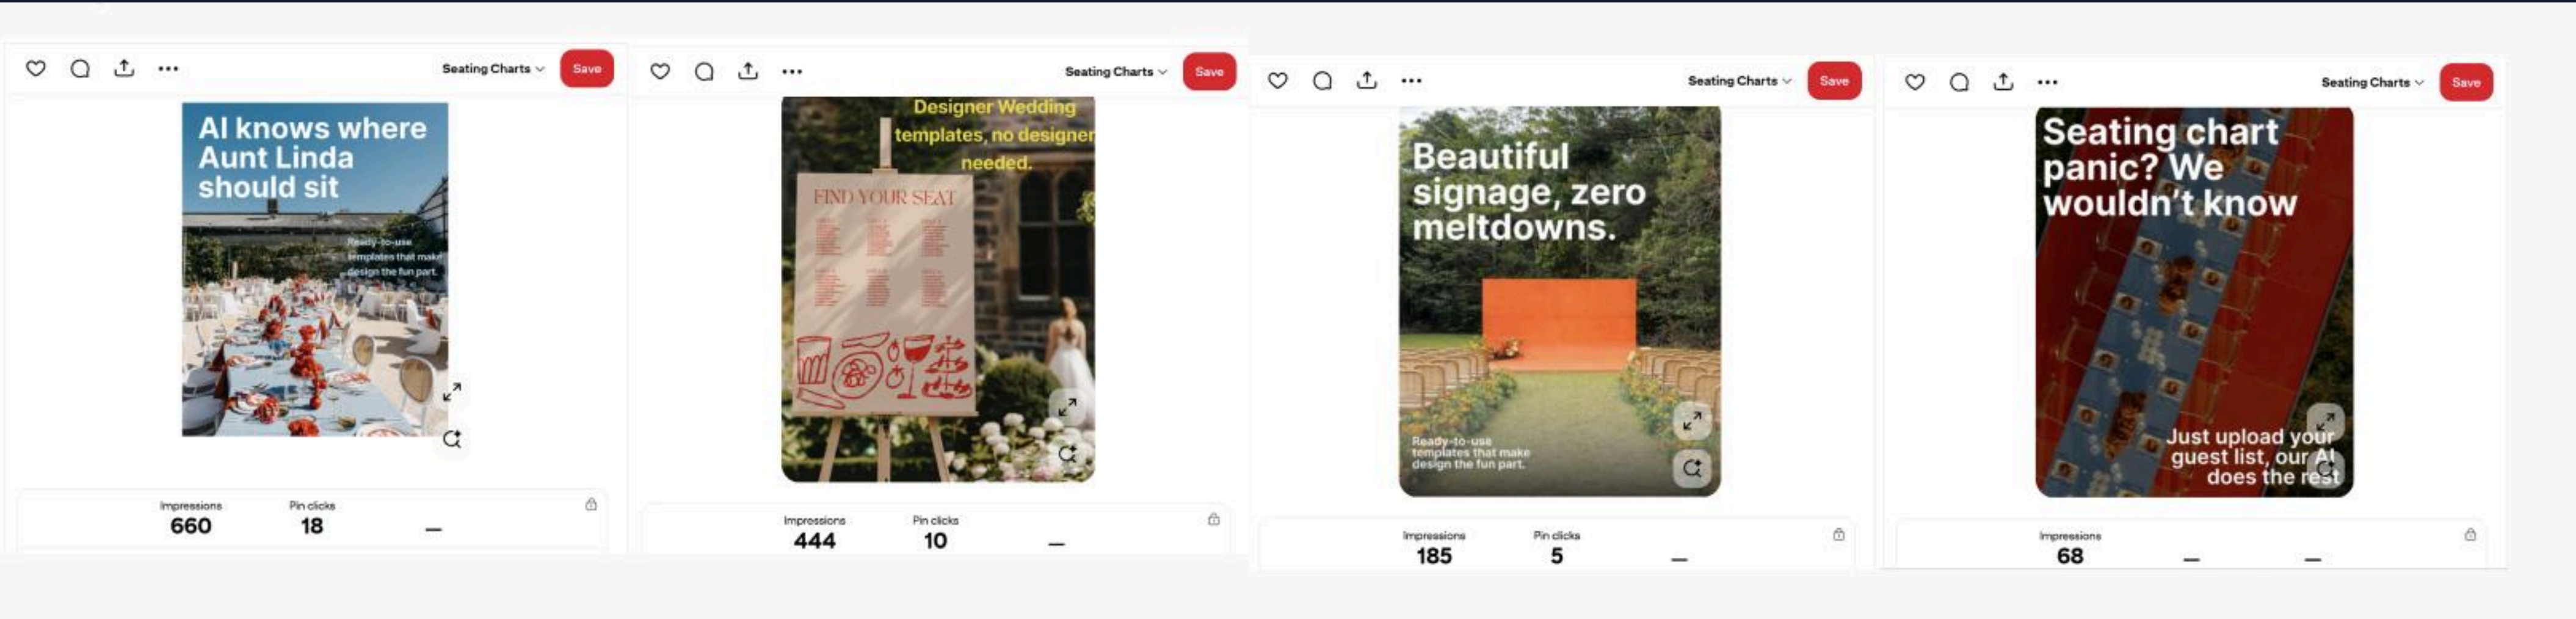 Seating Charts
Save
AI knows where
Aunt Linda
should sit
Ready-to-use
templates that make
design the fun part.
Impressions
660
Pin clicks
18
—
Seating Charts
Save
Designer Wedding
templates, no designer
needed.
FIND YOUR SEAT
Impressions
444
Pin clicks
10
—
Seating Charts
Save
Beautiful
signage, zero
meltdowns.
Ready-to-use
templates that make
design the fun part.
Impressions
185
Pin clicks
5
—
Seating Charts
Save
Seating chart
panic? We
wouldn't know
Just upload your
guest list, our AI
does the rest
Impressions
68
—
—